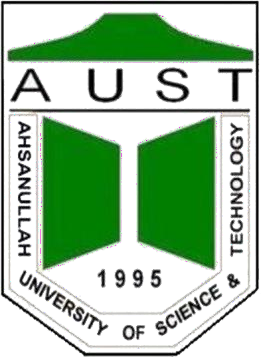 AUST
AHSANULLAH
UNIVERSITY OF SCIENCE &
TECHNOLOGY
1995